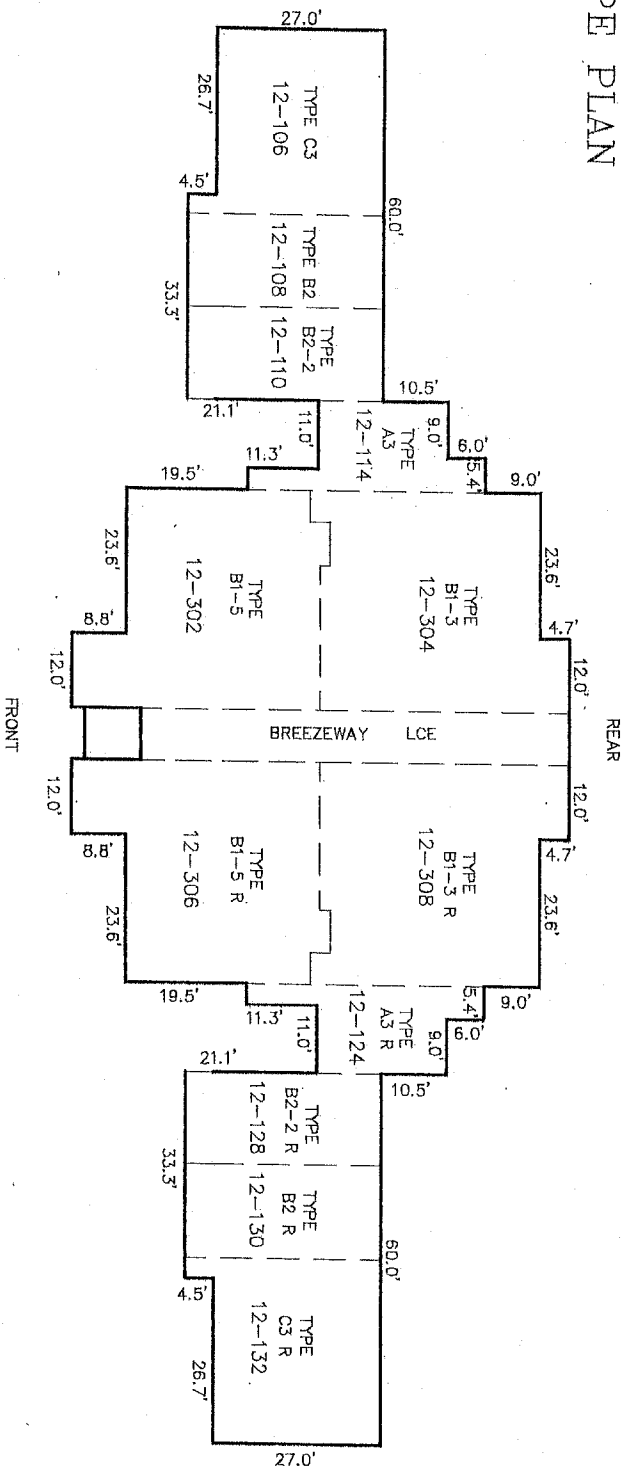 PE PLAN
27.0'
26.7'
TYPE C3
12-106
4.5'
60.0'
TYPE B2
12-108
33.3'
TYPE
B2-2
12-110
21.1'
10.5'
11.0'
TYPE
A3
12-114
9.0'
6.0'
5.4'
11.3'
19.5'
9.0'
23.6'
TYPE
B1-5
12-302
TYPE
B1-3
12-304
23.6'
8.8'
4.7'
12.0'
12.0'
FRONT
BREEZEWAY LCE
REAR
12.0'
12.0'
8.8'
4.7'
TYPE
B1-5 R
12-306
TYPE
B1-3 R
12-308
23.6'
23.6'
19.5'
9.0'
5.4'
11.3'
6.0'
TYPE
A3 R
12-124
11.0'
9.0'
21.1'
10.5'
TYPE
B2-2 R
12-128
33.3'
TYPE
B2 R
12-130
60.0'
4.5'
TYPE
C3 R
12-132
26.7'
27.0'